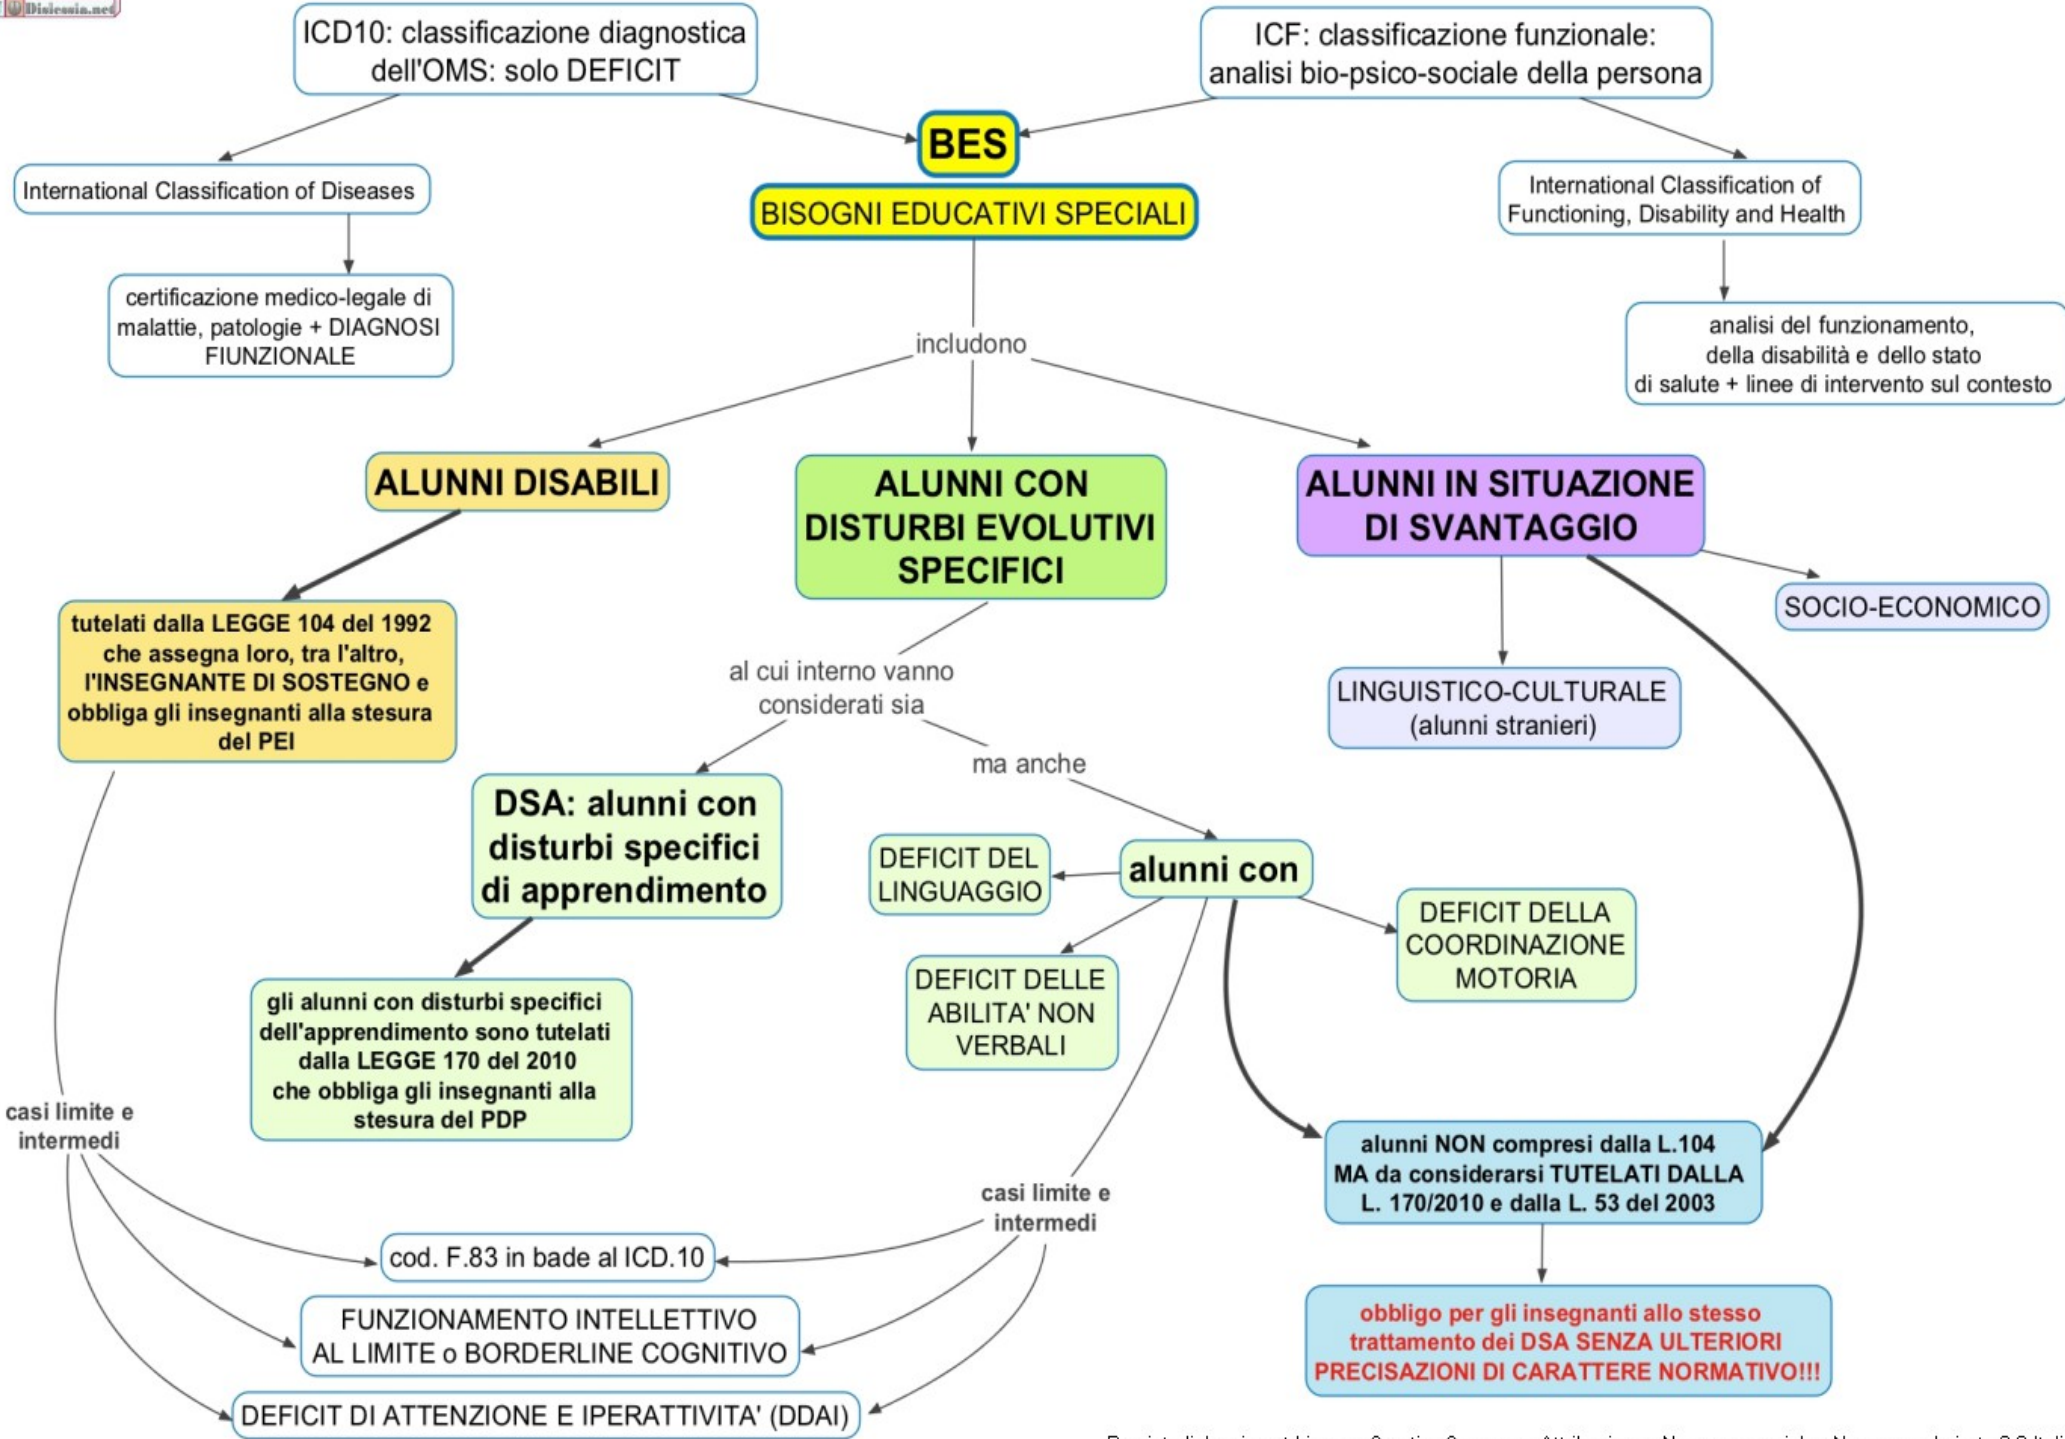 Dislessia.net
ICD10: classificazione diagnostica
dell'OMS: solo DEFICIT
ICF: classificazione funzionale:
analisi bio-psico-sociale della persona
BES
BISOGNI EDUCATIVI SPECIALI
International Classification of Diseases
International Classification of
Functioning, Disability and Health
certificazione medico-legale di
malattie, patologie + DIAGNOSI
FIUNZIONALE
analisi del funzionamento,
della disabilità e dello stato
di salute + linee di intervento sul contesto
includono
ALUNNI DISABILI
ALUNNI CON
DISTURBI EVOLUTIVI
SPECIFICI
ALUNNI IN SITUAZIONE
DI SVANTAGGIO
tutelati dalla LEGGE 104 del 1992
che assegna loro, tra l'altro,
l'INSEGNANTE DI SOSTEGNO e
obbliga gli insegnanti alla stesura
del PEI
SOCIO-ECONOMICO
LINGUISTICO-CULTURALE
(alunni stranieri)
al cui interno vanno
considerati sia
ma anche
DSA: alunni con
disturbi specifici
di apprendimento
alunni con
DEFICIT DEL
LINGUAGGIO
DEFICIT DELLA
COORDINAZIONE
MOTORIA
DEFICIT DELLE
ABILITA' NON
VERBALI
gli alunni con disturbi specifici
dell'apprendimento sono tutelati
dalla LEGGE 170 del 2010
che obbliga gli insegnanti alla
stesura del PDP
casi limite e
intermedi
alunni NON compresi dalla L.104
MA da considerarsi TUTELATI DALLA
L. 170/2010 e dalla L. 53 del 2003
casi limite e
intermedi
cod. F.83 in bade al ICD.10
FUNZIONAMENTO INTELLETTIVO
AL LIMITE o BORDERLINE COGNITIVO
DEFICIT DI ATTENZIONE E IPERATTIVITA' (DDAI)
obbligo per gli insegnanti allo stesso
trattamento dei DSA SENZA ULTERIORI
PRECISAZIONI DI CARATTERE NORMATIVO!!!